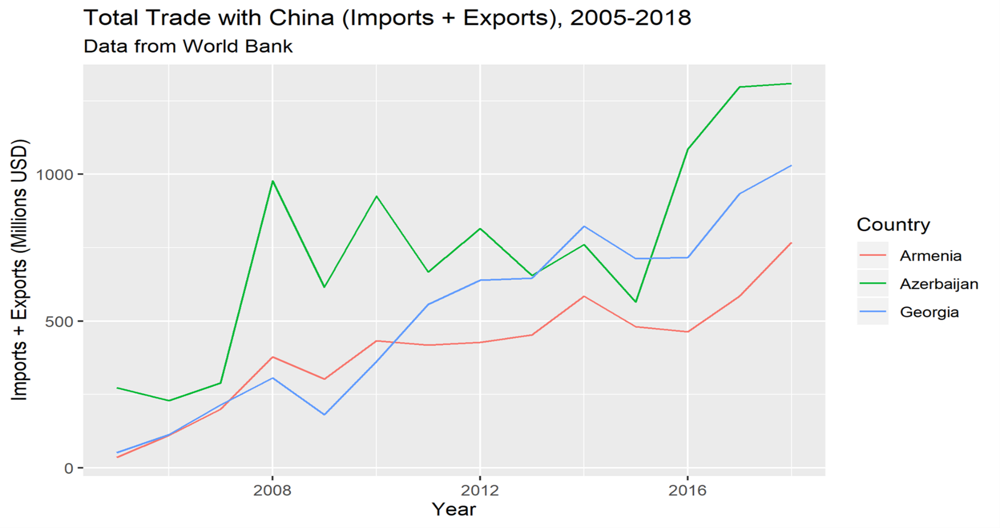 Total Trade with China (Imports + Exports), 2005-2018
Data from World Bank
Imports + Exports (Millions USD)
1000
500
0
2008
2012
2016
Year
Country
Armenia
Azerbaijan
Georgia